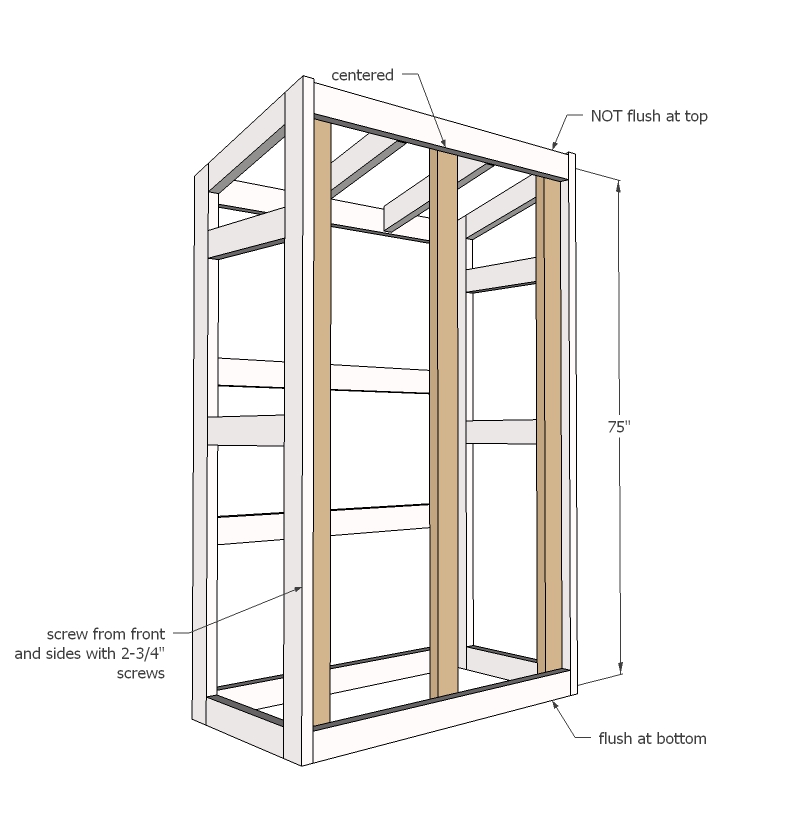 centered
NOT flush at top
75"
screw from front
and sides with 2-3/4"
screws
flush at bottom